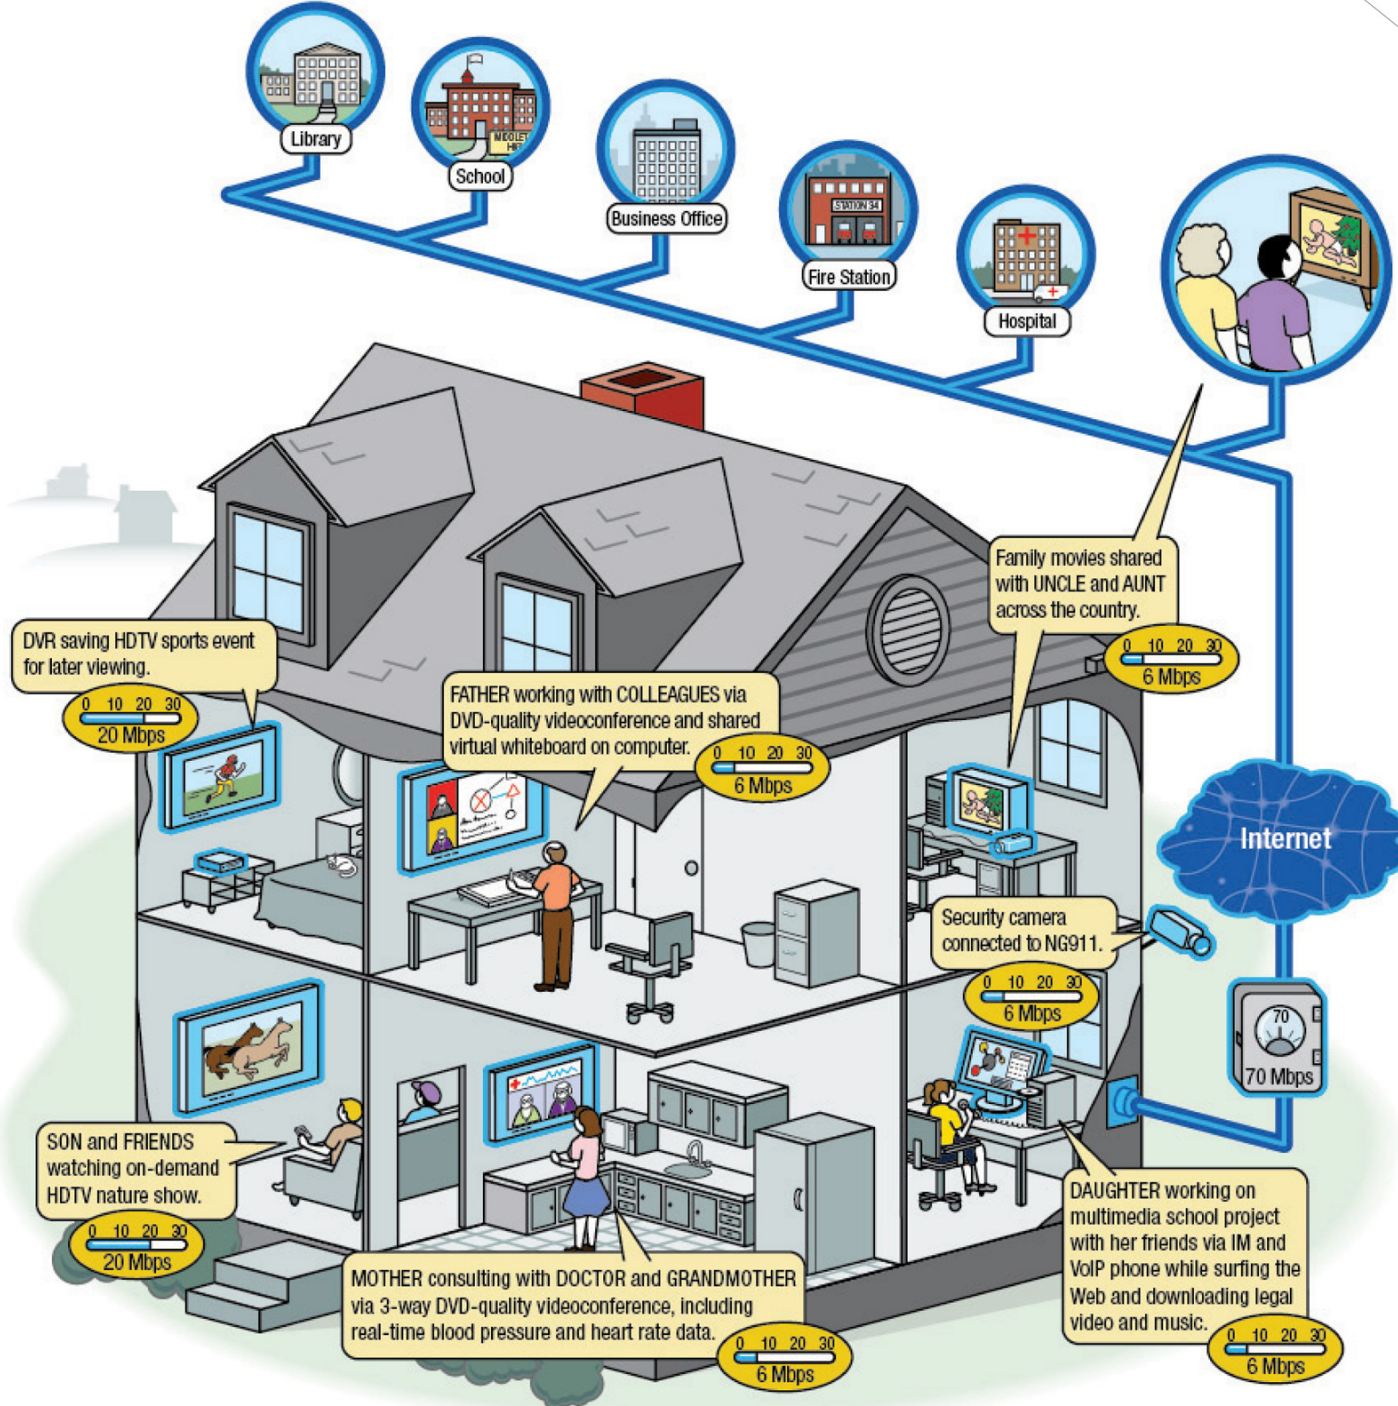 Library
School
MIDDLET
HI
Business Office
STATION 34
Fire Station
Hospital
Family movies shared
with UNCLE and AUNT
across the country.
0 10 20 30
6 Mbps
DVR saving HDTV sports event
for later viewing.
0 10 20 30
20 Mbps
FATHER working with COLLEAGUES via
DVD-quality videoconference and shared
virtual whiteboard on computer.
0 10 20 30
6 Mbps
Internet
Security camera
connected to NG911.
0 10 20 30
6 Mbps
70
70 Mbps
SON and FRIENDS
watching on-demand
HDTV nature show.
0 10 20 30
20 Mbps
MOTHER consulting with DOCTOR and GRANDMOTHER
via 3-way DVD-quality videoconference, including
real-time blood pressure and heart rate data.
0 10 20 30
6 Mbps
DAUGHTER working on
multimedia school project
with her friends via IM and
VoIP phone while surfing the
Web and downloading legal
video and music.
0 10 20 30
6 Mbps